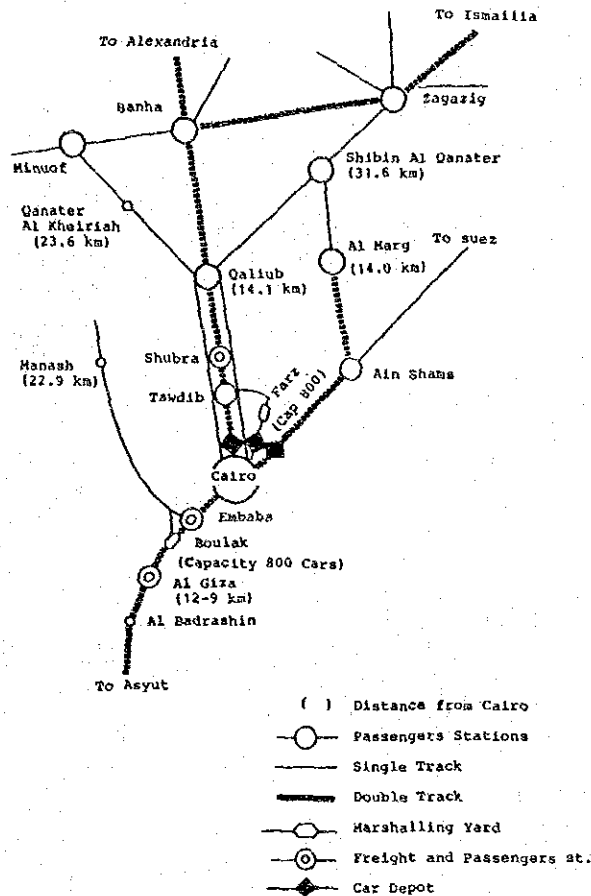 To Ismailia
To Alexandria
Banha
Zagazig
Minuof
Shibin Al Qanater
(31.6 km)
Qanater
Al Khairiah
(23.6 km)
Al Marg
(14.0 km)
To suez
Qaliub
(14.1 km)
Shubra
Manash
(22.9 km)
Tawdib
Farz
(Cap 800)
Ain Shams
Cairo
Embaba
Boulak
(Capacity 800 Cars)
Al Giza
(12-9 km)
Al Badrashin
To Asyut
( ) Distance from Cairo
Passengers Stations
Single Track
Double Track
Marshalling Yard
Freight and Passengers st.
Car Depot